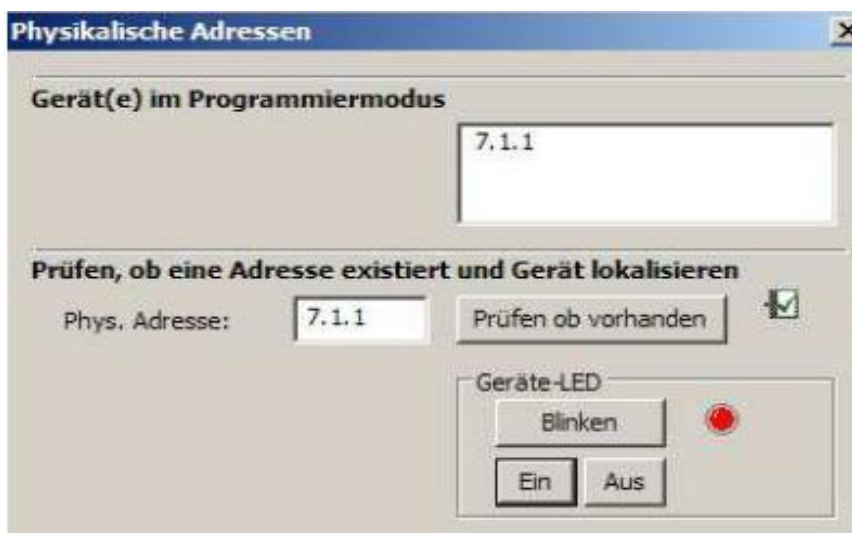 Physikalische Adressen
Gerät(e) im Programmiermodus
7.1.1
Prüfen, ob eine Adresse existiert und Gerät lokalisieren
Phys. Adresse: 7.1.1 Prüfen ob vorhanden
Geräte-LED
Blinken
Ein Aus